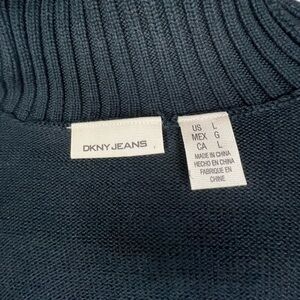 DKNY JEANS
US L
MEX G
CA L
MADE IN CHINA
HECHO EN CHINA
FABRIQUE EN
CHINE